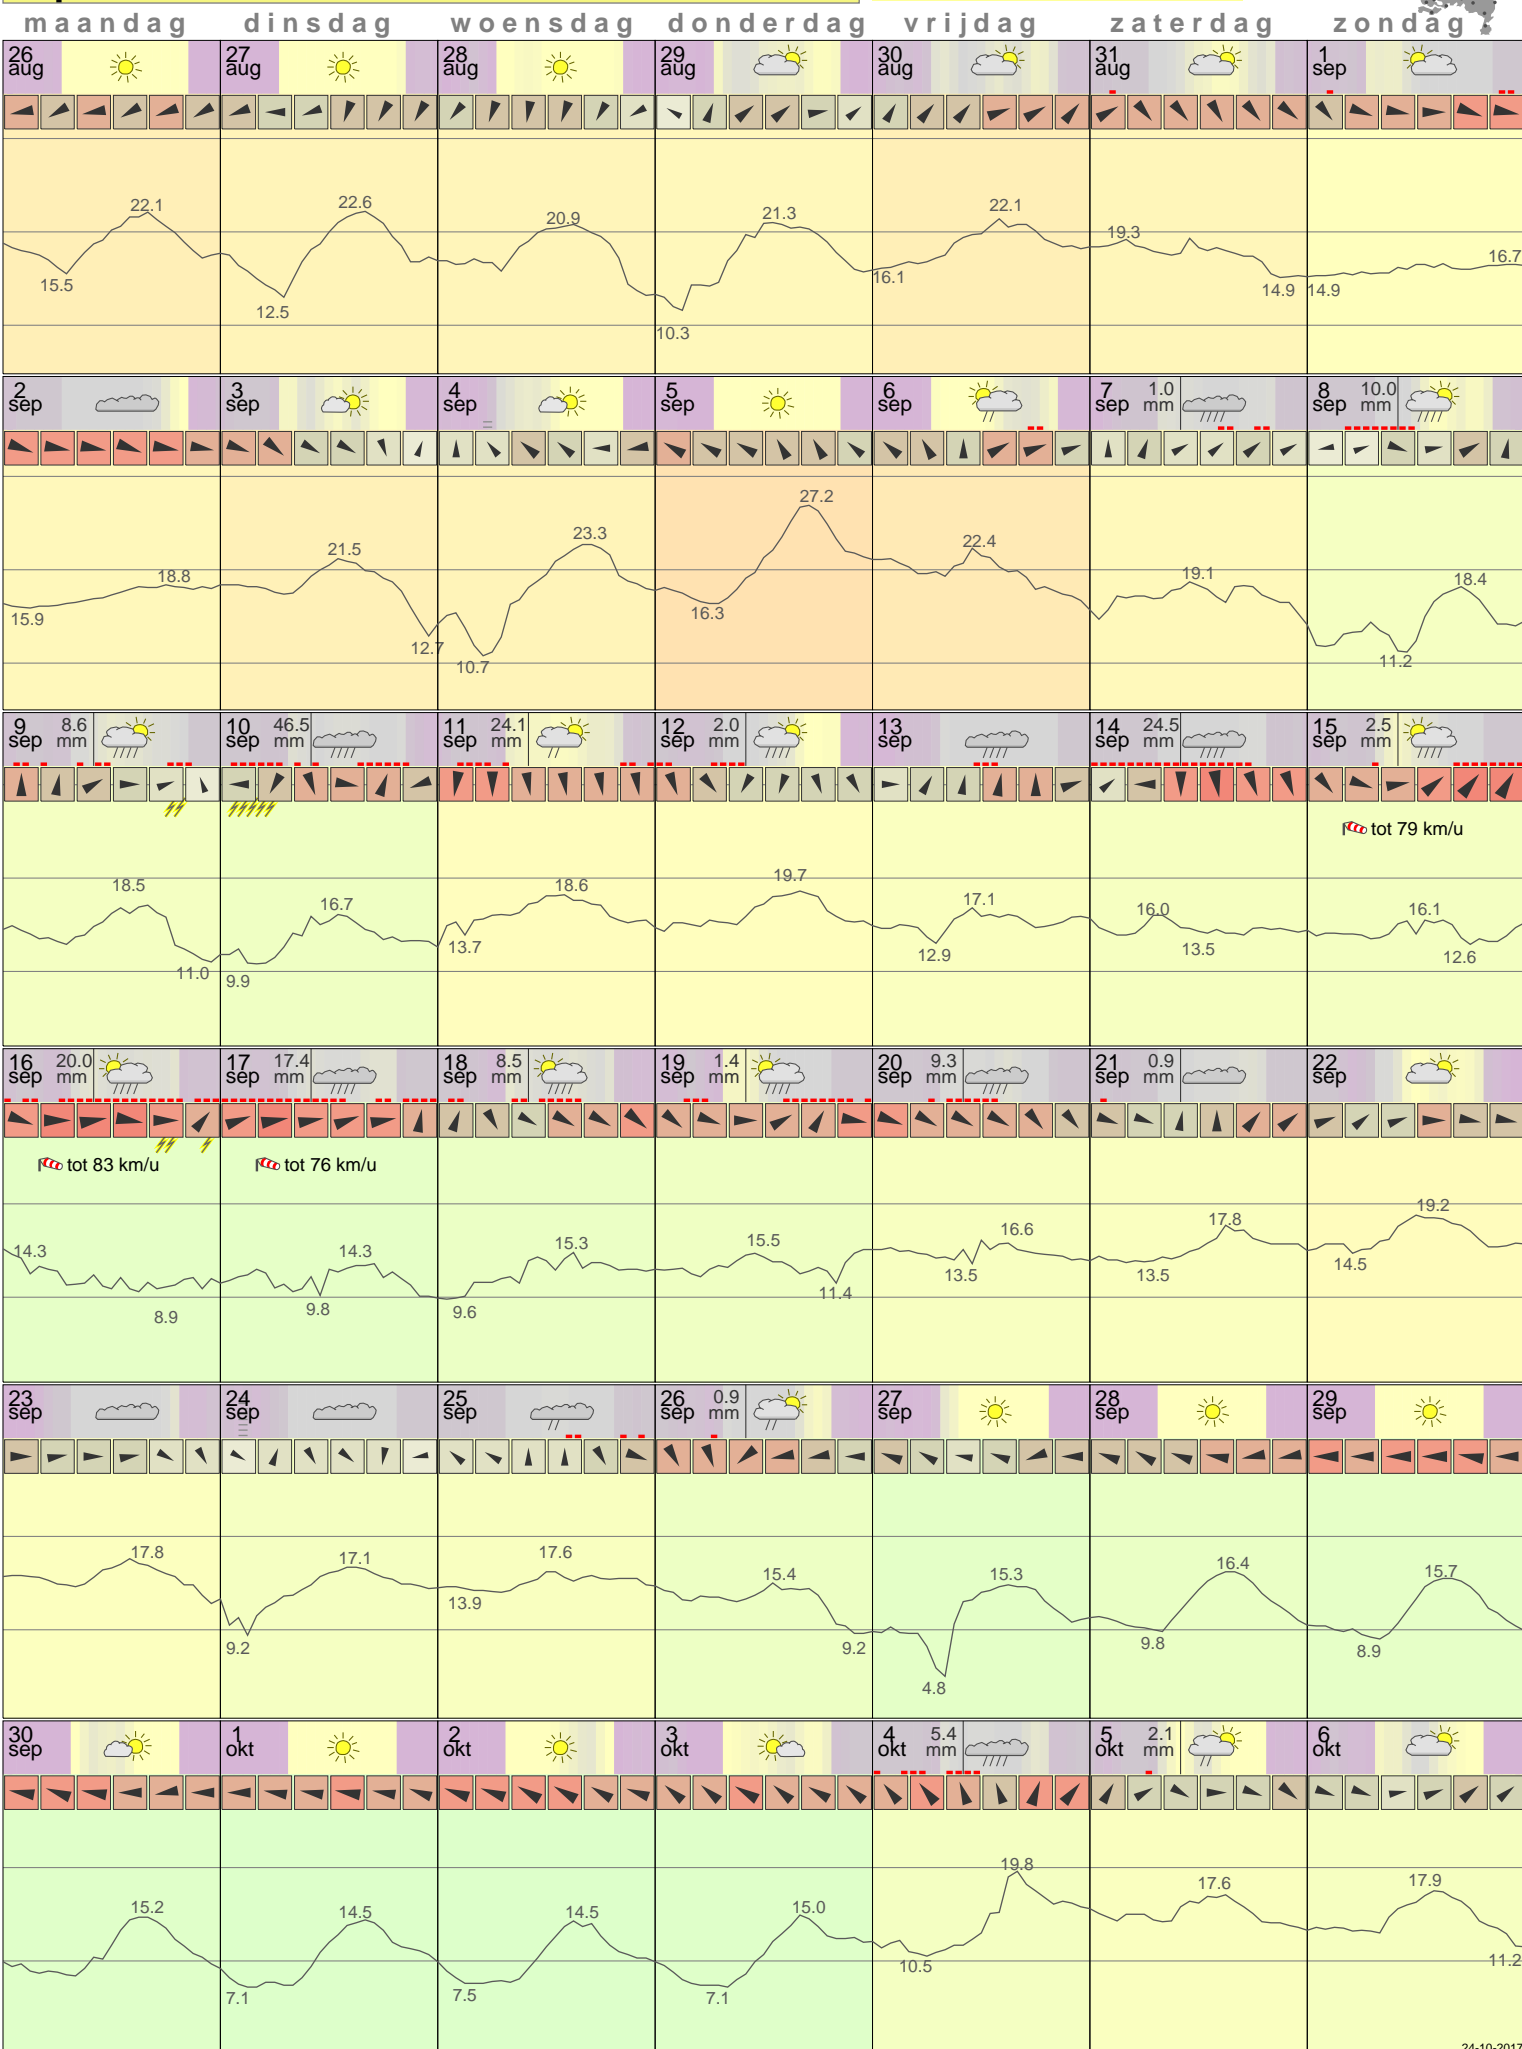 maandag dinsdag woensdag donderdag vrijdag zaterdag zondag
26 27 28 29 30 31 1
aug aug aug aug aug aug sep
22.1 22.6 20.9 21.3 22.1 19.3 16.7
15.5 12.5 10.3 16.1 14.9 14.9
2 3 4 5 6 7 1.0 8 10.0
sep sep sep sep sep sep mm sep mm
18.8 21.5 23.3 27.2 22.4 19.1 18.4
15.9 12.7 10.7 16.3 11.2
9 8.6 10 46.5 11 24.1 12 2.0 13 14 24.5 15 2.5
sep mm sep mm sep mm sep mm sep sep mm sep mm
tot 79 km/u
18.5 16.7 18.6 19.7 17.1 16.0 16.1
11.0 9.9 13.7 12.9 13.5 12.6
16 20.0 17 17.4 18 8.5 19 1.4 20 9.3 21 0.9 22
sep mm sep mm sep mm sep mm sep mm sep mm sep
tot 83 km/u tot 76 km/u
14.3 14.3 15.3 15.5 16.6 17.8 19.2
8.9 9.8 9.6 11.4 13.5 13.5 14.5
23 24 25 26 0.9 27 28 29
sep sep sep sep mm sep sep sep
17.8 17.1 17.6 15.4 15.3 16.4 15.7
9.2 13.9 9.2 4.8 9.8 8.9
30 1 2 3 4 5.4 5 2.1 6
sep okt okt okt okt mm okt mm okt
15.2 14.5 14.5 15.0 19.8 17.6 17.9
7.1 7.5 7.1 10.5 11.2
24-10-2017